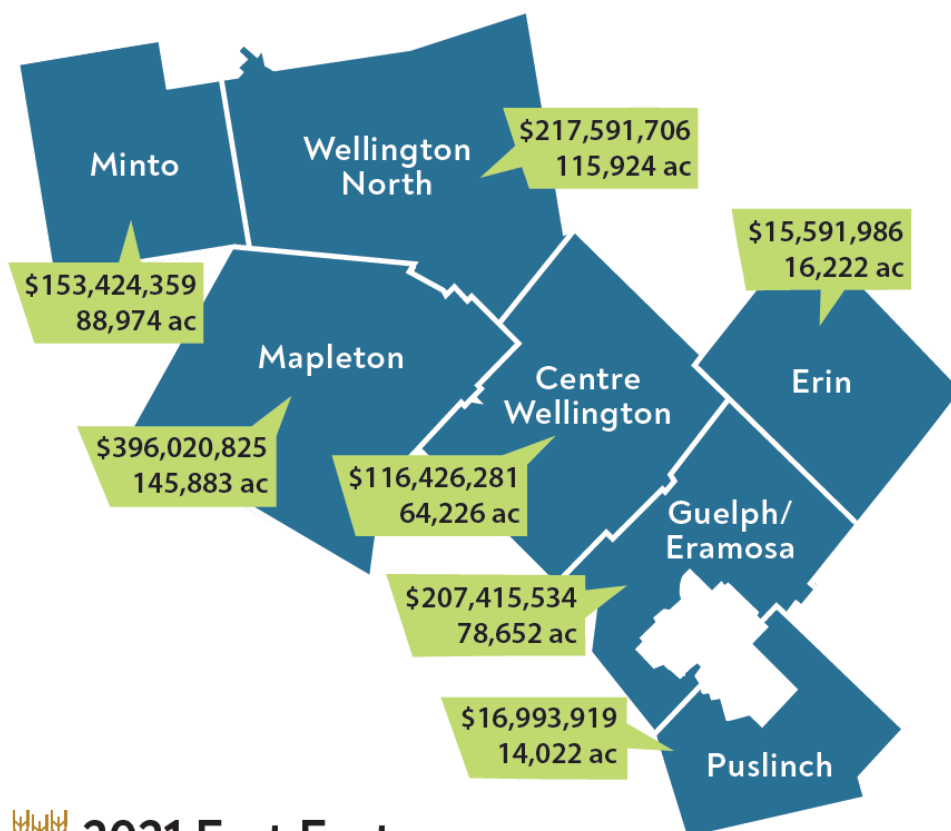 Minto
Wellington
North
$217,591,706
115,924 ac
$15,591,986
16,222 ac
$153,424,359
88,974 ac
Mapleton
Centre
Wellington
Erin
$396,020,825
145,883 ac
$116,426,281
64,226 ac
Guelph/
Eramosa
$207,415,534
78,652 ac
$16,993,919
14,022 ac
Puslinch
2021